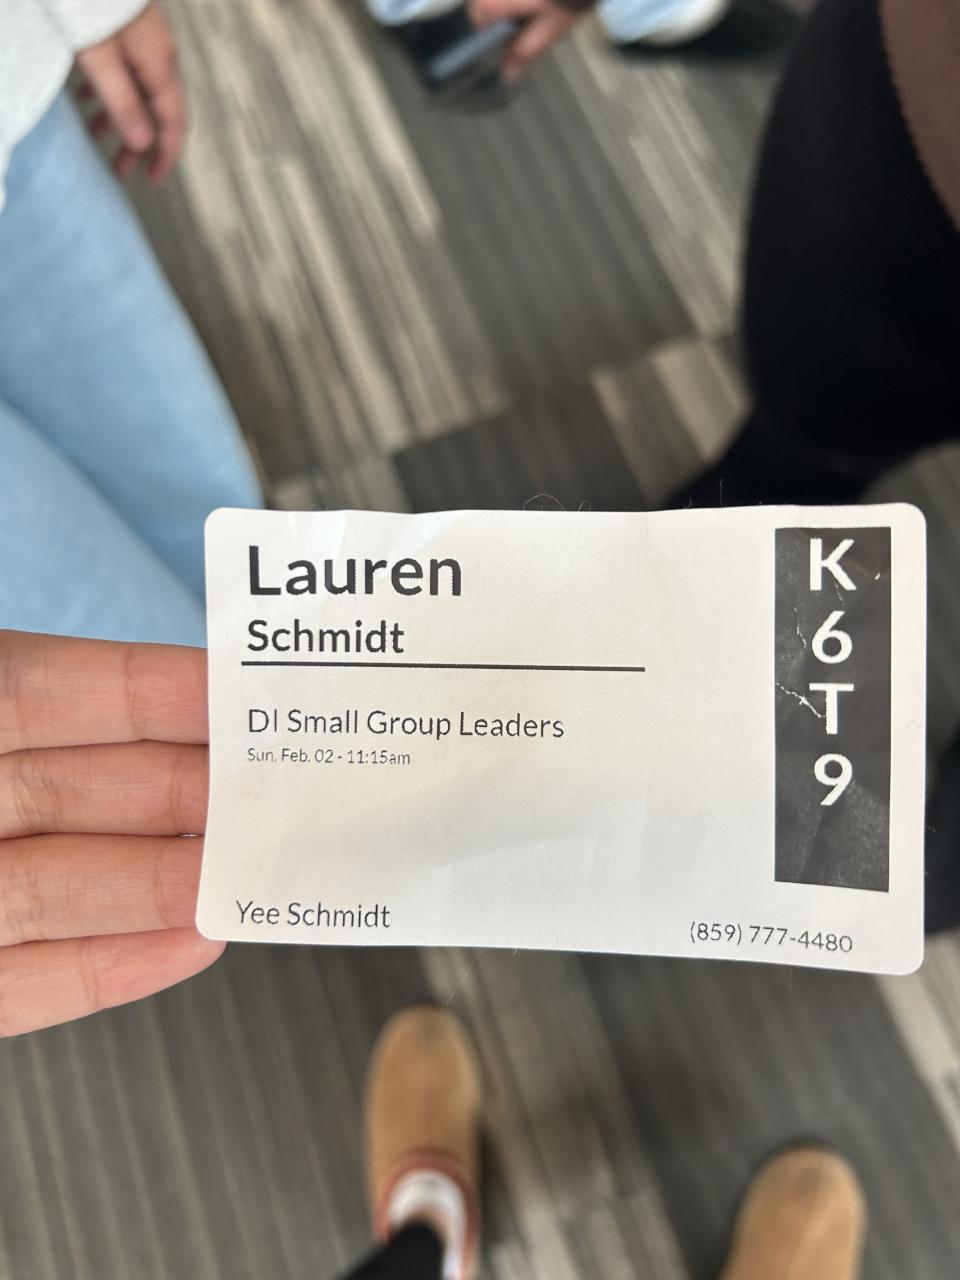 Lauren
Schmidt
DI Small Group Leaders
Sun. Feb. 02 - 11:15am
Yee Schmidt
(859) 777-4480
K
6
T
9